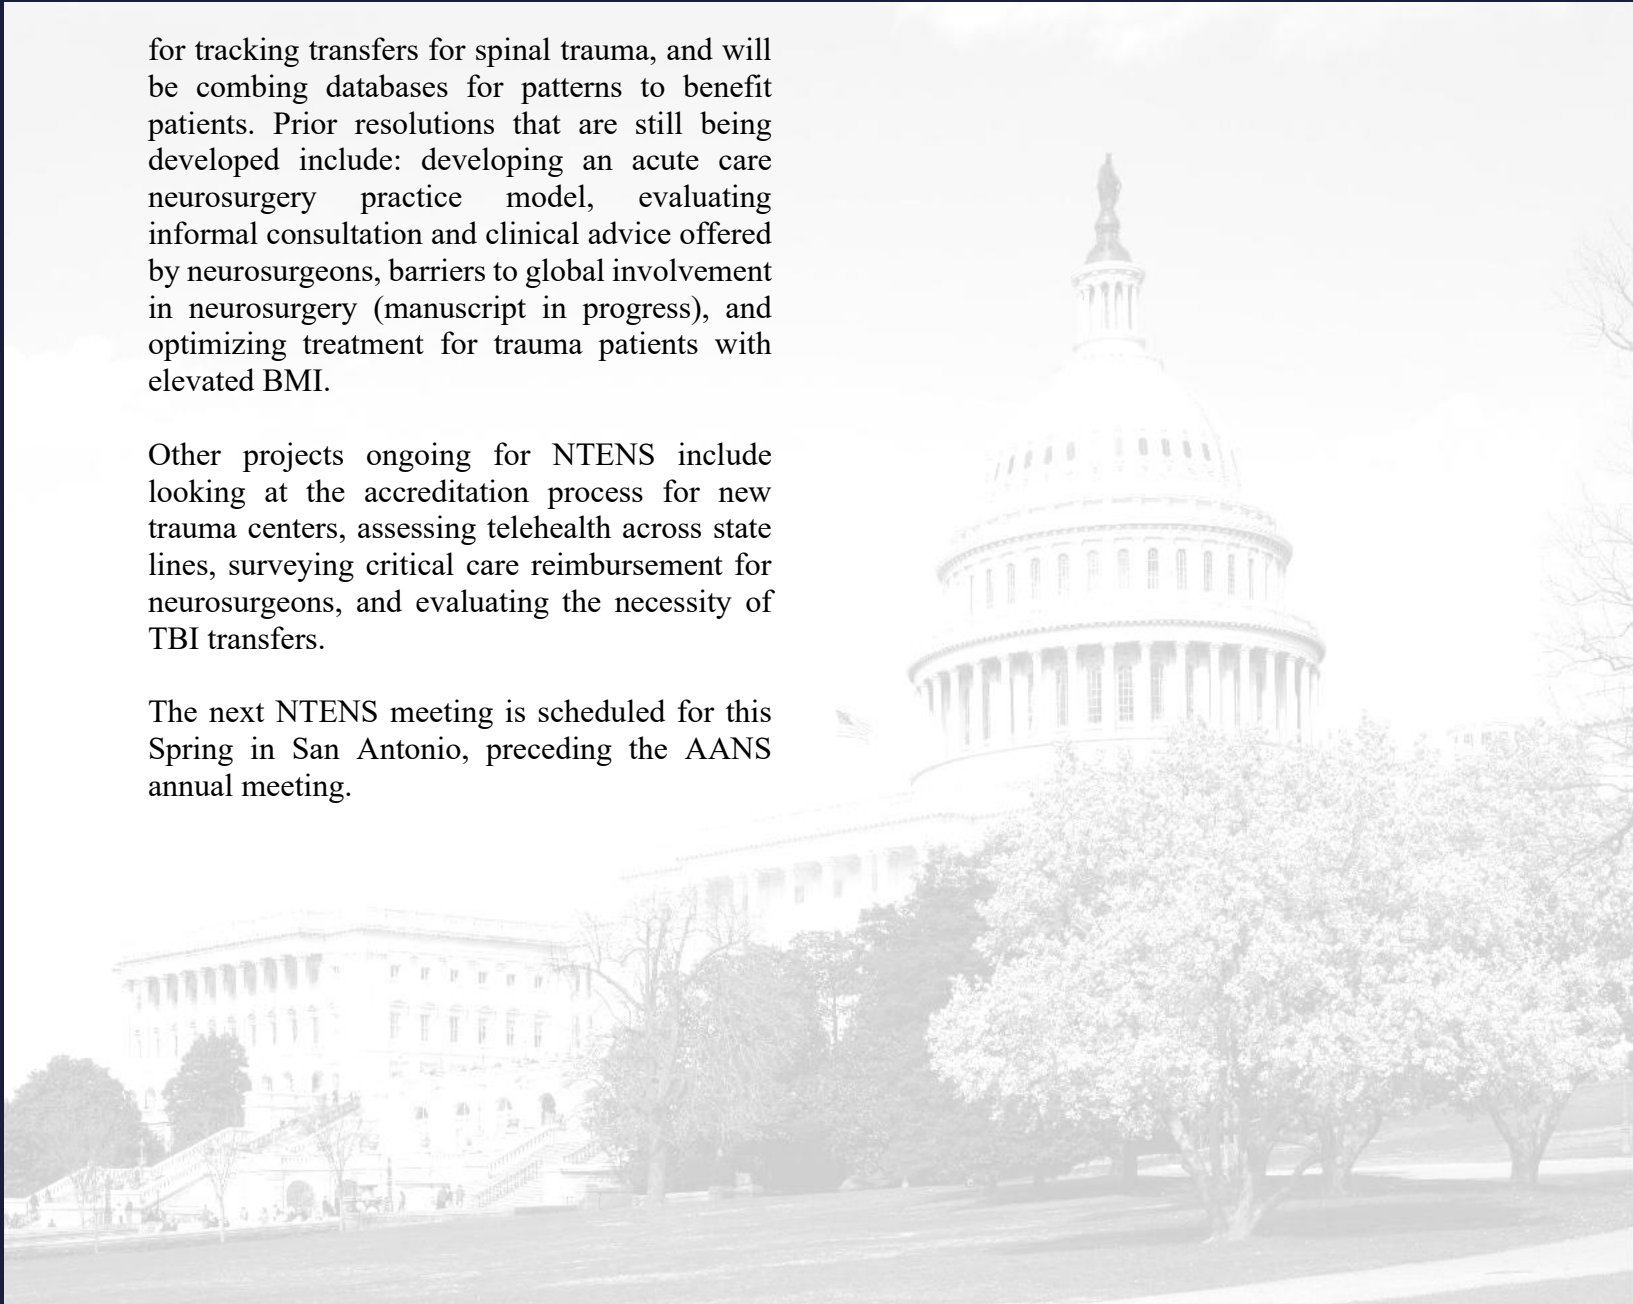 for tracking transfers for spinal trauma, and will
be combing databases for patterns to benefit
patients. Prior resolutions that are still being
developed include: developing an acute care
neurosurgery practice model, evaluating
informal consultation and clinical advice offered
by neurosurgeons, barriers to global involvement
in neurosurgery (manuscript in progress), and
optimizing treatment for trauma patients with
elevated BMI.

Other projects ongoing for NTENS include
looking at the accreditation process for new
trauma centers, assessing telehealth across state
lines, surveying critical care reimbursement for
neurosurgeons, and evaluating the necessity of
TBI transfers.

The next NTENS meeting is scheduled for this
Spring in San Antonio, preceding the AANS
annual meeting.